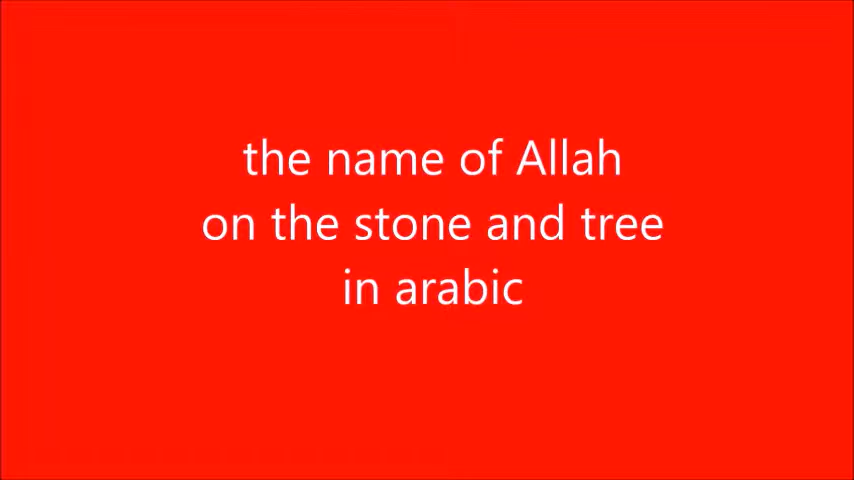 the name of Allah
on the stone and tree
in arabic